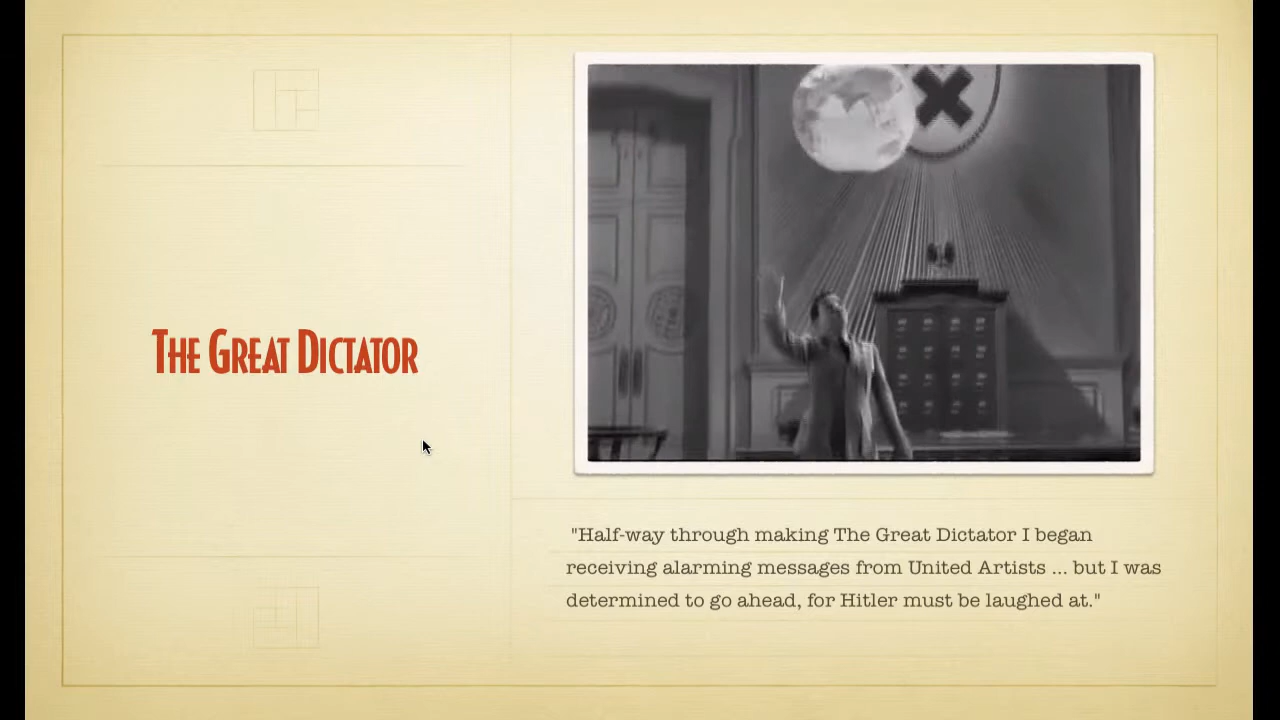 The Great Dictator
"Half-way through making The Great Dictator I began
receiving alarming messages from United Artists ... but I was
determined to go ahead, for Hitler must be laughed at."